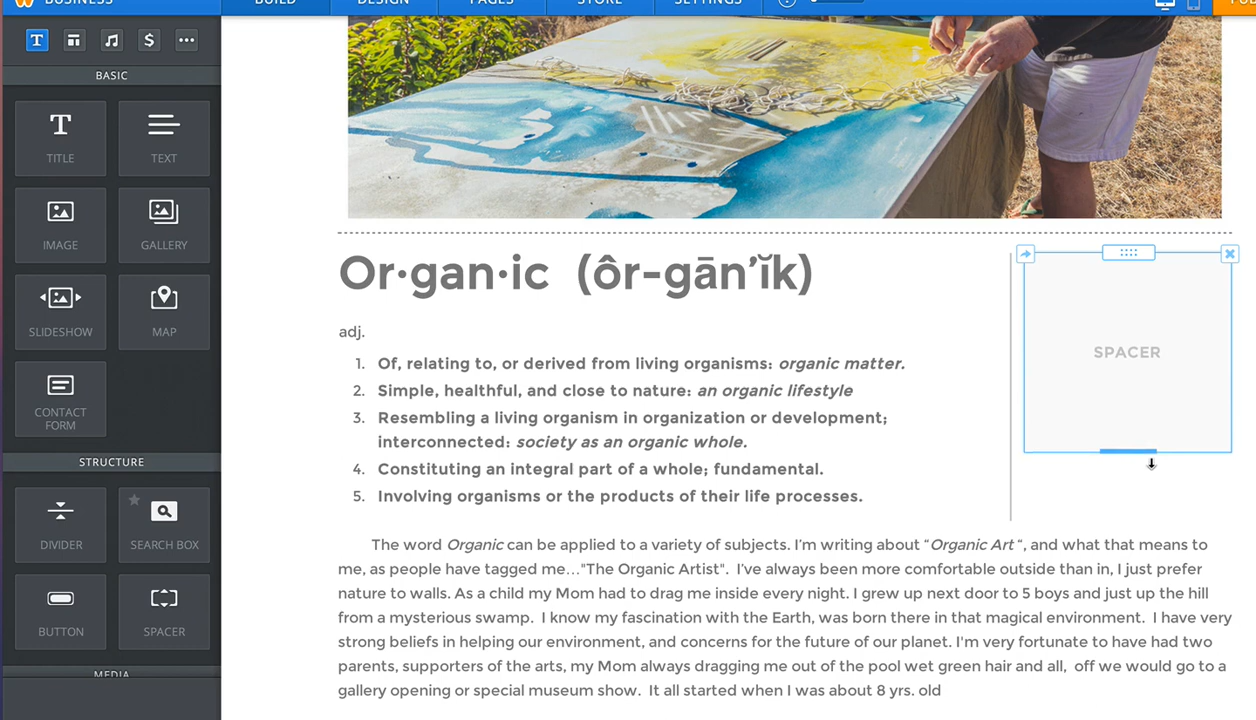 BUSINESS
BUILD
DESIGN
PAGES
STORE
SETTINGS
PUB
BASIC
TITLE
TEXT
IMAGE
GALLERY
SLIDESHOW
MAP
CONTACT
FORM
STRUCTURE
DIVIDER
SEARCH BOX
BUTTON
SPACER
MEDIA
Or·gan·ic (ôr-gān’ĭk)
adj.
1. Of, relating to, or derived from living organisms: organic matter.
2. Simple, healthful, and close to nature: an organic lifestyle
3. Resembling a living organism in organization or development;
interconnected: society as an organic whole.
4. Constituting an integral part of a whole; fundamental.
5. Involving organisms or the products of their life processes.
SPACER
The word Organic can be applied to a variety of subjects. I’m writing about “Organic Art “, and what that means to
me, as people have tagged me…"The Organic Artist". I’ve always been more comfortable outside than in, I just prefer
nature to walls. As a child my Mom had to drag me inside every night. I grew up next door to 5 boys and just up the hill
from a mysterious swamp. I know my fascination with the Earth, was born there in that magical environment. I have very
strong beliefs in helping our environment, and concerns for the future of our planet. I'm very fortunate to have had two
parents, supporters of the arts, my Mom always dragging me out of the pool wet green hair and all, off we would go to a
gallery opening or special museum show. It all started when I was about 8 yrs. old